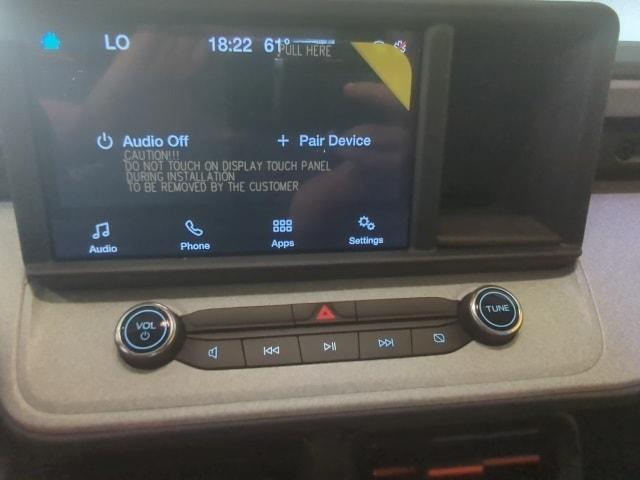 LO 18:22 61°
PULL HERE
Audio Off + Pair Device
CAUTION!!!
DO NOT TOUCH ON DISPLAY TOUCH PANEL
DURING INSTALLATION
TO BE REMOVED BY THE CUSTOMER
Audio Phone Apps Settings
VOL TUNE